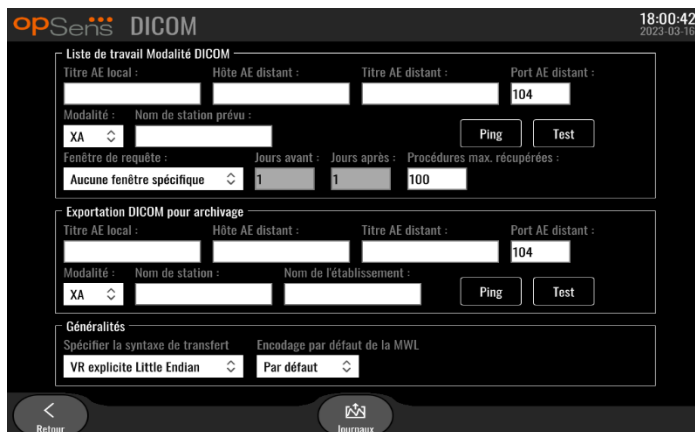 opSens DICOM
18:00:42
2023-03-16
Liste de travail Modalité DICOM
Titre AE local : Hôte AE distant : Titre AE distant : Port AE distant :
104
Modalité : Nom de station prévu :
XA Ping Test
Fenêtre de requête : Jours avant : Jours après : Procédures max. récupérées :
Aucune fenêtre spécifique 1 1 100
Exportation DICOM pour archivage
Titre AE local : Hôte AE distant : Titre AE distant : Port AE distant :
104
Modalité : Nom de station : Nom de l'établissement :
XA Ping Test
Généralités
Spécifier la syntaxe de transfert Encodage par défaut de la MWL
VR explicite Little Endian Par défaut
Retour Journaux